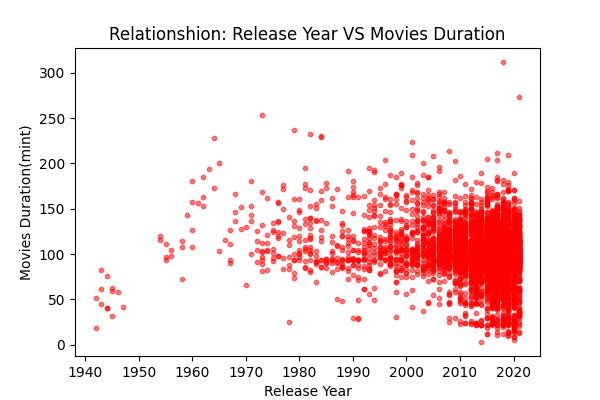 Relationshion: Release Year VS Movies Duration
Movies Duration(mint)
300
250
200
150
100
50
0
1940 1950 1960 1970 1980 1990 2000 2010 2020
Release Year